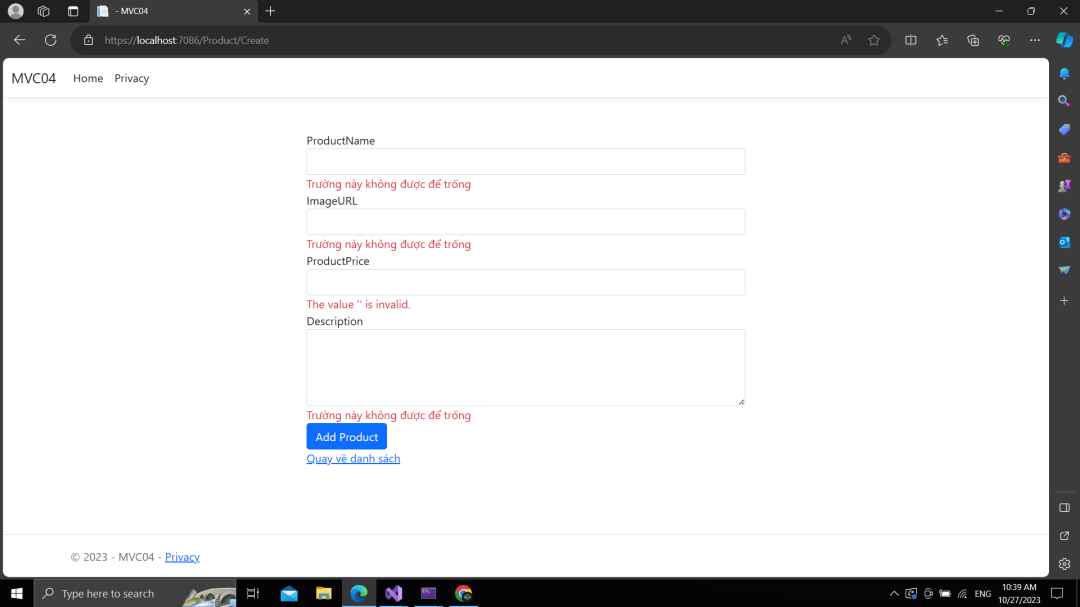 - MVC04
https://localhost:7086/Product/Create
MVC04 Home Privacy
ProductName
Trường này không được để trống
ImageURL
Trường này không được để trống
ProductPrice
The value '' is invalid.
Description
Trường này không được để trống
Add Product
Quay về danh sách
© 2023 - MVC04 - Privacy
Type here to search
ENG
10:39 AM
10/27/2023